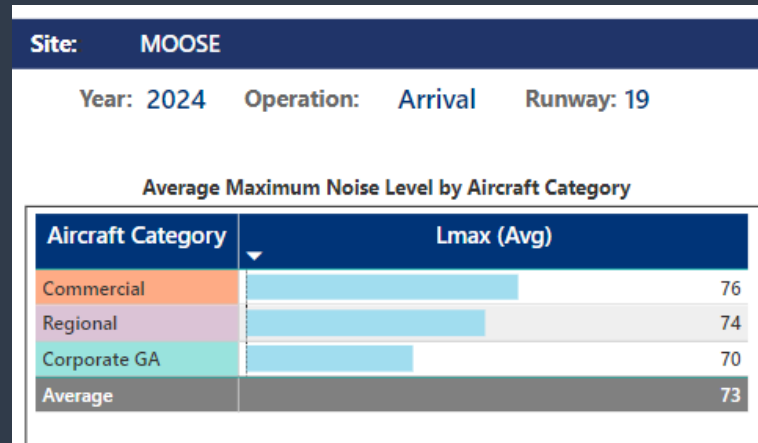 Site: MOOSE
Year: 2024 Operation: Arrival Runway: 19
Average Maximum Noise Level by Aircraft Category
Aircraft Category Lmax (Avg)
Commercial 76
Regional 74
Corporate GA 70
Average 73